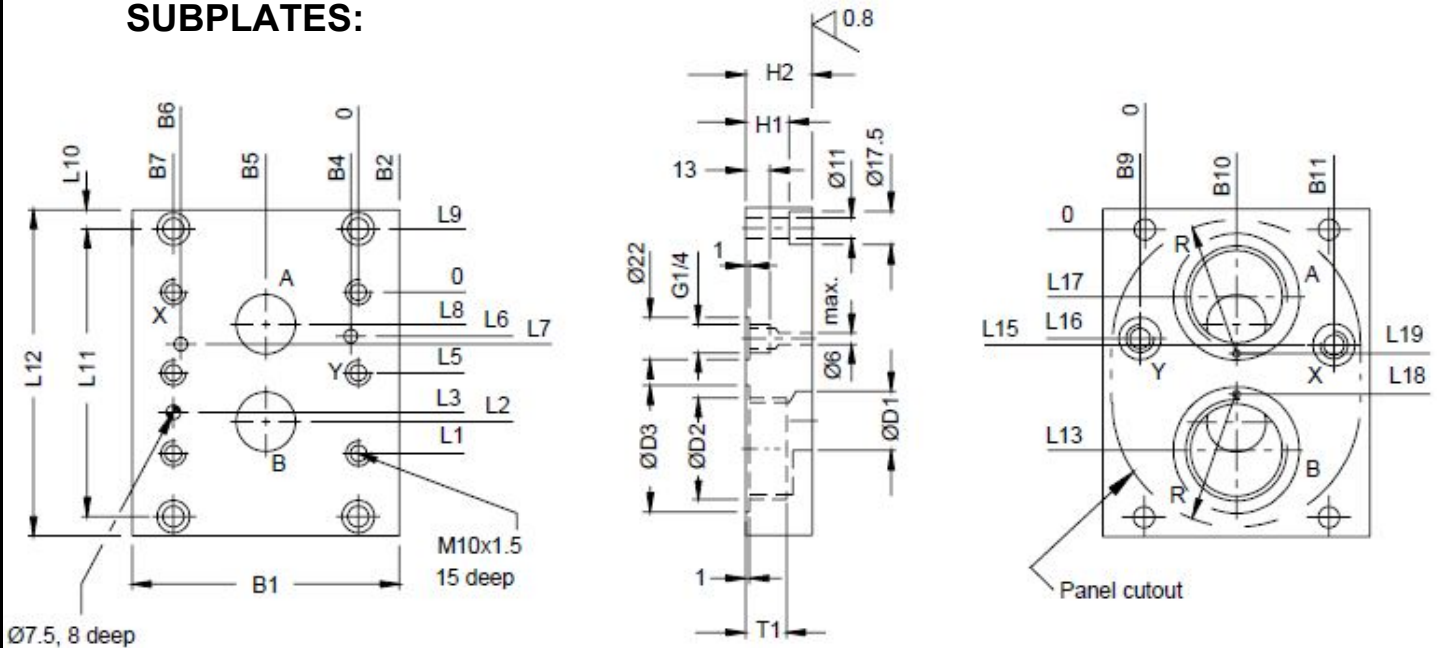 SUBPLATES:
B6
0
L10
B7
B5
B4
B2
L9
A
0
X
L8
L6
L7
L12
L11
Y
L5
L3
L2
L1
B
M10x1.5
15 deep
B1
Ø7.5, 8 deep
0.8
H2
H1
13
Ø11
Ø17.5
1
Ø22
G1/4
max.
Ø6
ØD3
ØD2
ØD1
1
T1
0
B9
B10
B11
0
R
A
L17
L15
L16
L19
Y
X
L18
L13
R
B
Panel cutout